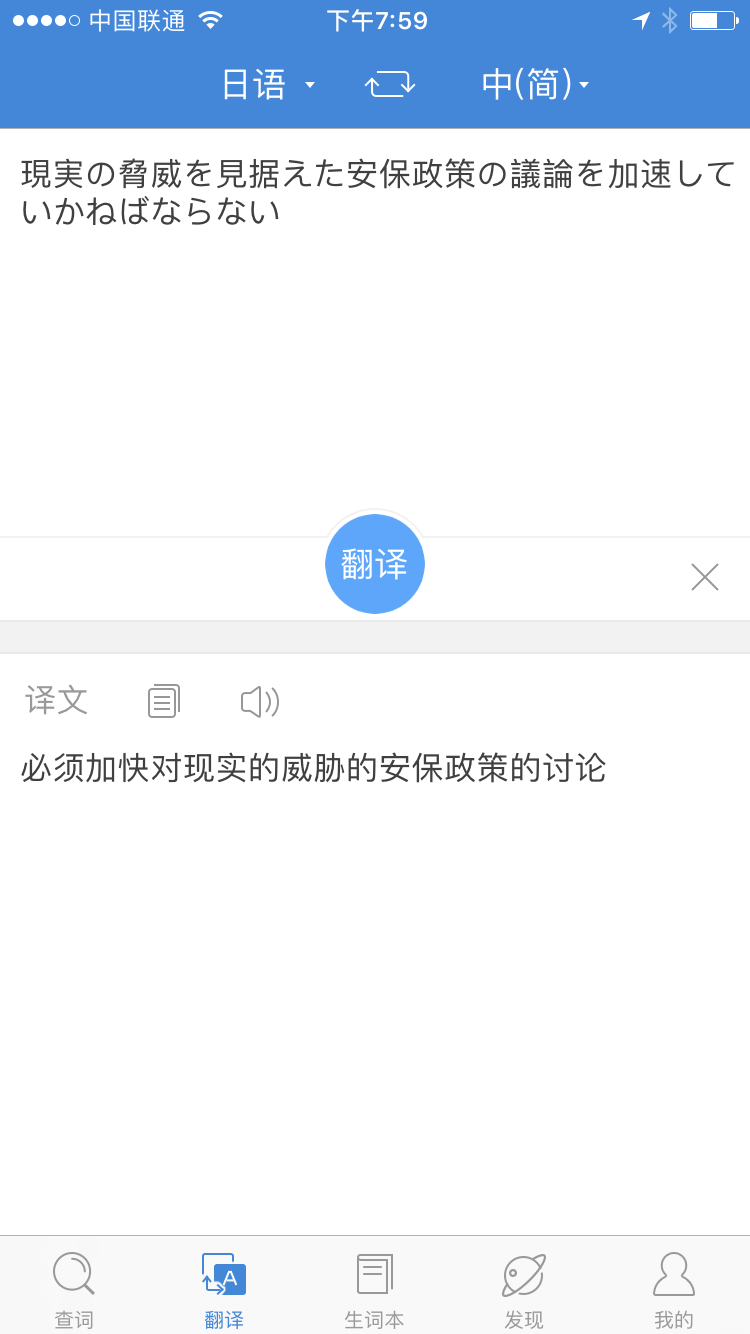 中国联通 下午7:59
日语 中(简)
現実の脅威を見据えた安保政策の議論を加速して
いかねばならない
翻译
译文
必须加快对现实的威胁的安保政策的讨论
A
查词 翻译 生词本 发现 我的